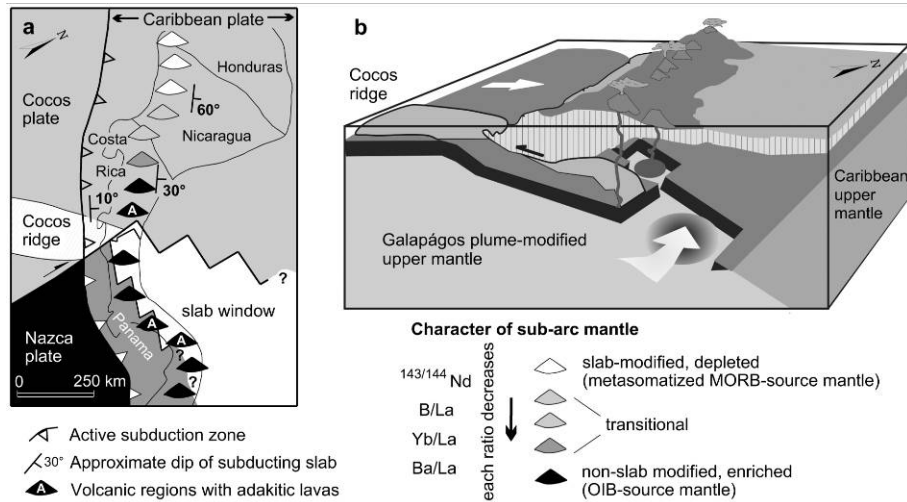 a
Caribbean plate
N
Honduras
Cocos
plate
60°
Costa
Nicaragua
Rica
30°
10°
A
Cocos
ridge
?
slab window
Panama
A
A
?
Nazca
plate
?
0 250 km
Active subduction zone
30° Approximate dip of subducting slab
A Volcanic regions with adakitic lavas
b
N
Cocos
ridge
Caribbean
upper
mantle
Galapágos plume-modified
upper mantle
Character of sub-arc mantle
143/144 Nd
B/La
Yb/La
Ba/La
each ratio decreases
slab-modified, depleted
(metasomatized MORB-source mantle)
transitional
non-slab modified, enriched
(OIB-source mantle)